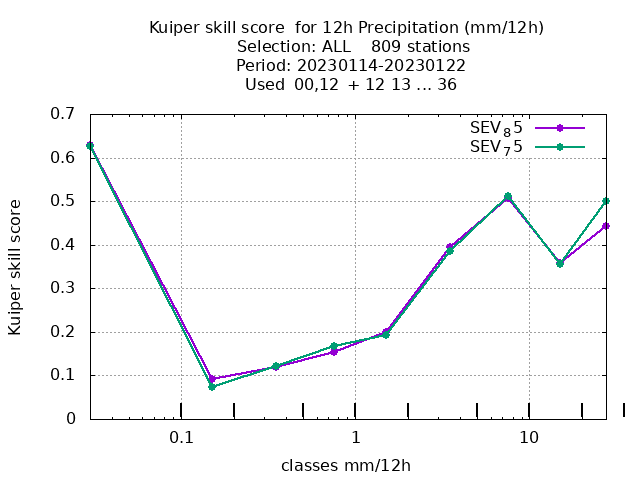 Kuiper skill score  for 12h Precipitation (mm/12h)
Selection: ALL    809 stations
Period: 20230114-20230122
Used  00,12  + 12 13 ... 36
SEV₈5
SEV₇5
0.7
0.6
0.5
0.4
0.3
0.2
0.1
0
Kuiper skill score
0.1
1
10
classes mm/12h